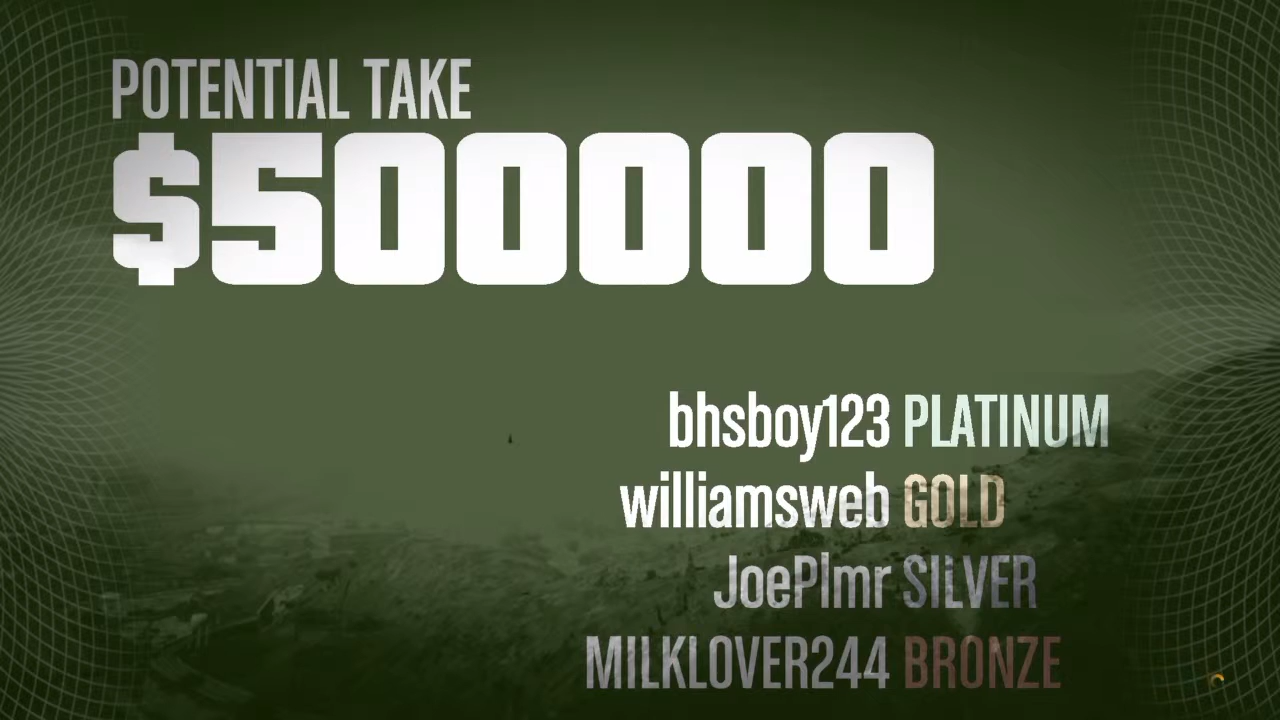 POTENTIAL TAKE
$500000
bhsboy123 PLATINUM
williamsweb GOLD
JoePlmr SILVER
MILKLOVER244 BRONZE